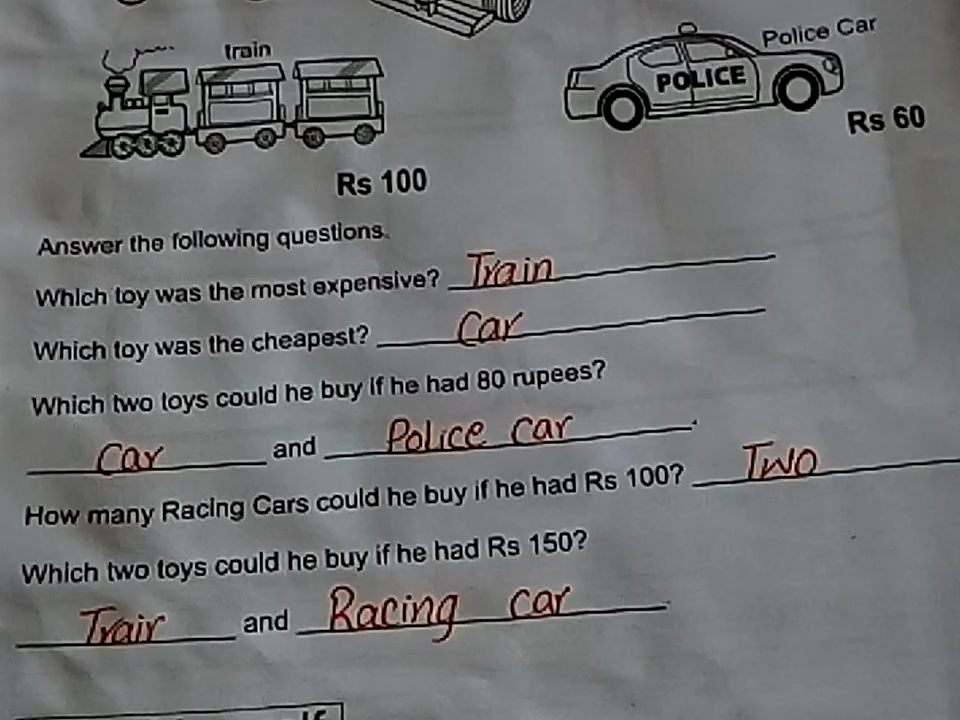 train
Police Car
POLICE
Rs 60
Rs 100
Answer the following questions.
Which toy was the most expensive? Train
Which toy was the cheapest? Car
Which two toys could he buy if he had 80 rupees?
Car and Police car.
How many Racing Cars could he buy if he had Rs 100? Two
Which two toys could he buy if he had Rs 150?
Train and Racing car.